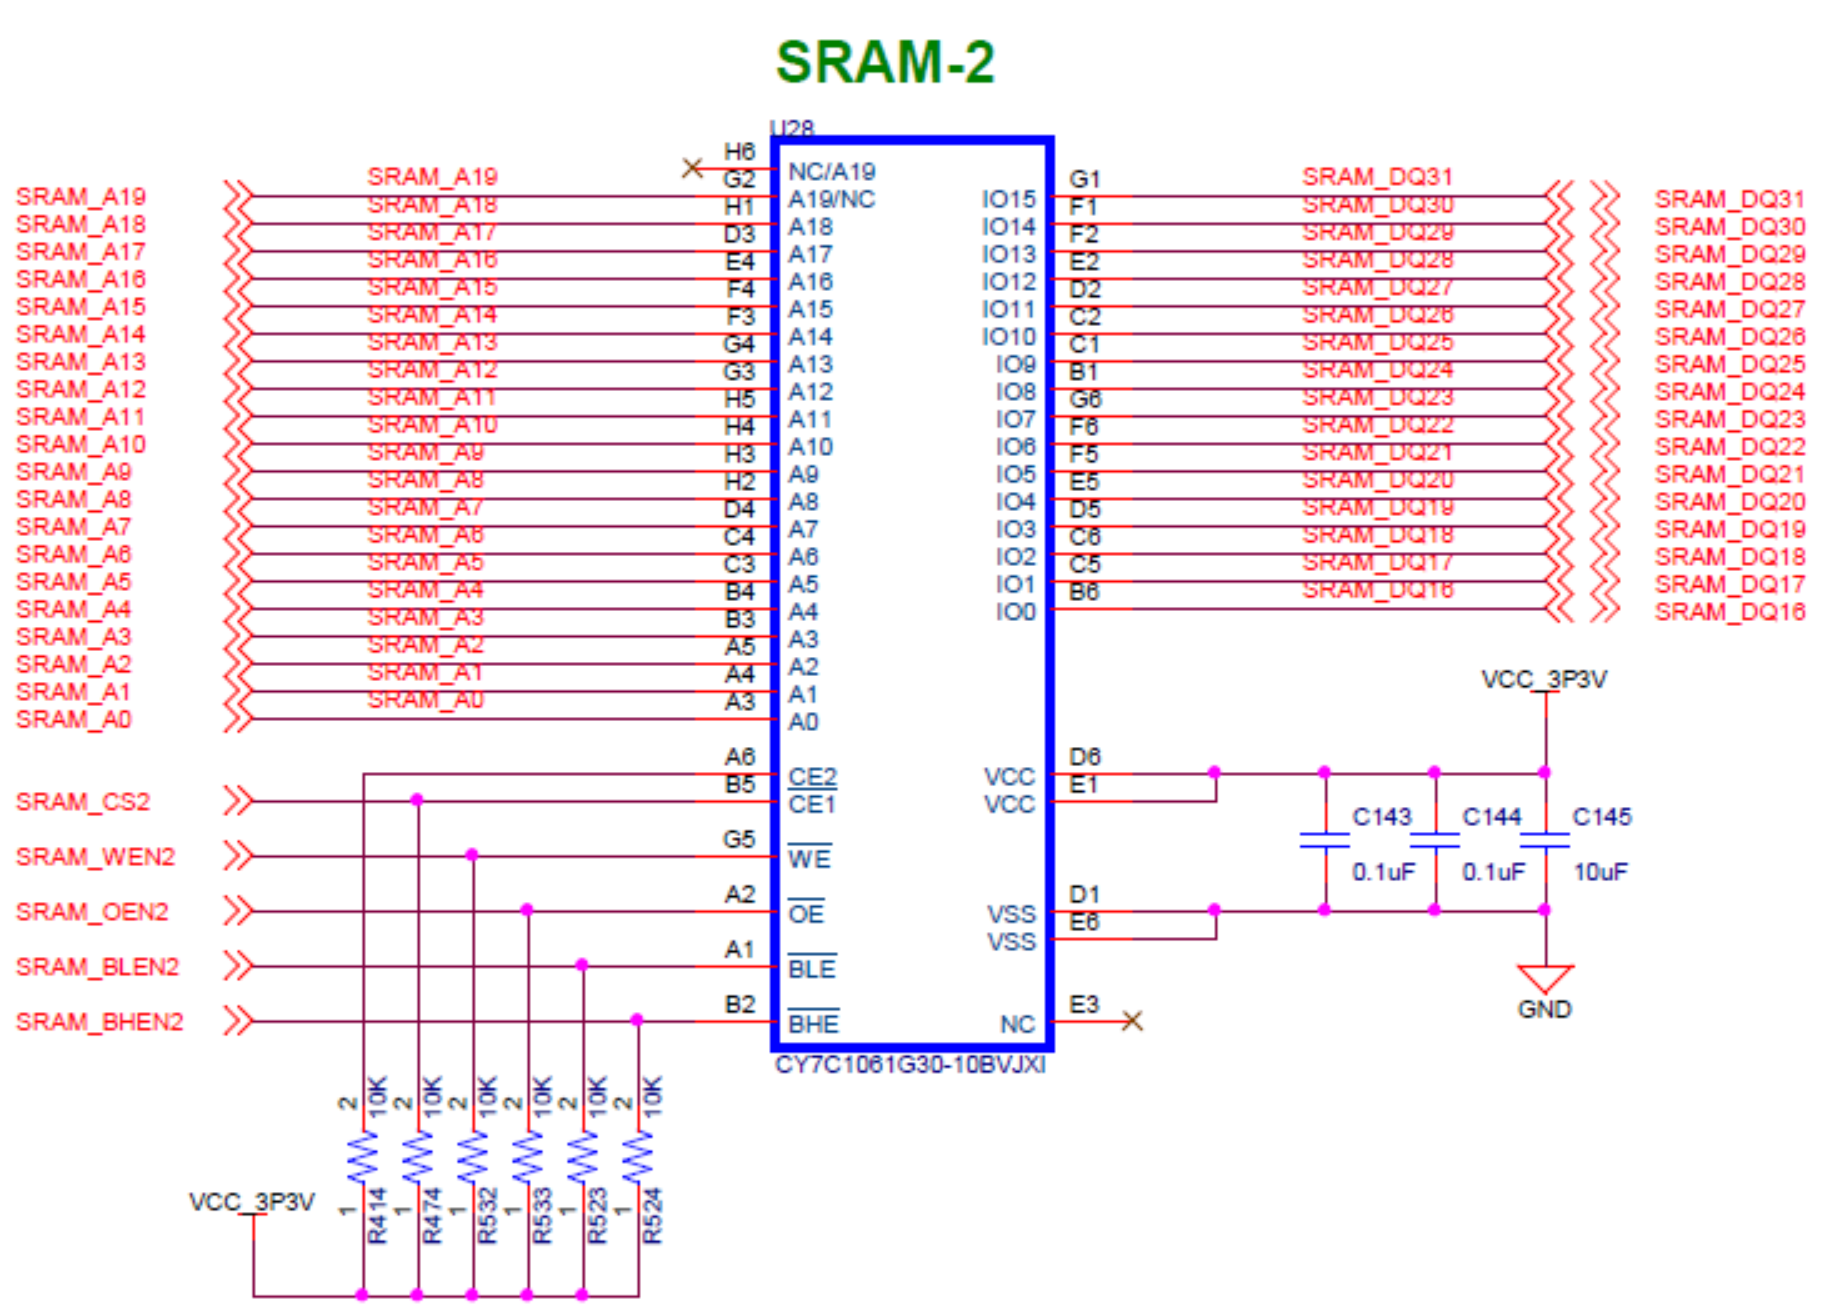 SRAM-2
U28
H6 NC/A19
SRAM_A19 SRAM_A19 G2 A19/NC IO15 G1 SRAM_DQ31 SRAM_DQ31
SRAM_A18 SRAM_A18 H1 A18 IO14 F1 SRAM_DQ30 SRAM_DQ30
SRAM_A17 SRAM_A17 D3 A17 IO13 F2 SRAM_DQ29 SRAM_DQ29
SRAM_A16 SRAM_A16 E4 A16 IO12 E2 SRAM_DQ28 SRAM_DQ28
SRAM_A15 SRAM_A15 F4 A15 IO11 D2 SRAM_DQ27 SRAM_DQ27
SRAM_A14 SRAM_A14 F3 A14 IO10 C2 SRAM_DQ26 SRAM_DQ26
SRAM_A13 SRAM_A13 G4 A13 IO9 C1 SRAM_DQ25 SRAM_DQ25
SRAM_A12 SRAM_A12 G3 A12 IO8 B1 SRAM_DQ24 SRAM_DQ24
SRAM_A11 SRAM_A11 H5 A11 IO7 G6 SRAM_DQ23 SRAM_DQ23
SRAM_A10 SRAM_A10 H4 A10 IO6 F6 SRAM_DQ22 SRAM_DQ22
SRAM_A9 SRAM_A9 H3 A9 IO5 F5 SRAM_DQ21 SRAM_DQ21
SRAM_A8 SRAM_A8 H2 A8 IO4 E5 SRAM_DQ20 SRAM_DQ20
SRAM_A7 SRAM_A7 D4 A7 IO3 D5 SRAM_DQ19 SRAM_DQ19
SRAM_A6 SRAM_A6 C4 A6 IO2 C6 SRAM_DQ18 SRAM_DQ18
SRAM_A5 SRAM_A5 C3 A5 IO1 C5 SRAM_DQ17 SRAM_DQ17
SRAM_A4 SRAM_A4 B4 A4 IO0 B6 SRAM_DQ16 SRAM_DQ16
SRAM_A3 SRAM_A3 B3 A3
SRAM_A2 SRAM_A2 A5 A2
SRAM_A1 SRAM_A1 A4 A1
SRAM_A0 SRAM_A0 A3 A0
VCC_3P3V
A6 CE2 VCC D6
SRAM_CS2 B5 CE1 VCC E1
C143 C144 C145
SRAM_WEN2 G5 WE
0.1uF 0.1uF 10uF
SRAM_OEN2 A2 OE VSS D1
VSS E6
SRAM_BLEN2 A1 BLE
GND
SRAM_BHEN2 B2 BHE NC E3
CY7C1061G30-10BVJXI
2 10K 2 10K 2 10K 2 10K 2 10K 2 10K
VCC_3P3V
1 R414 1 R474 1 R532 1 R533 1 R523 1 R524